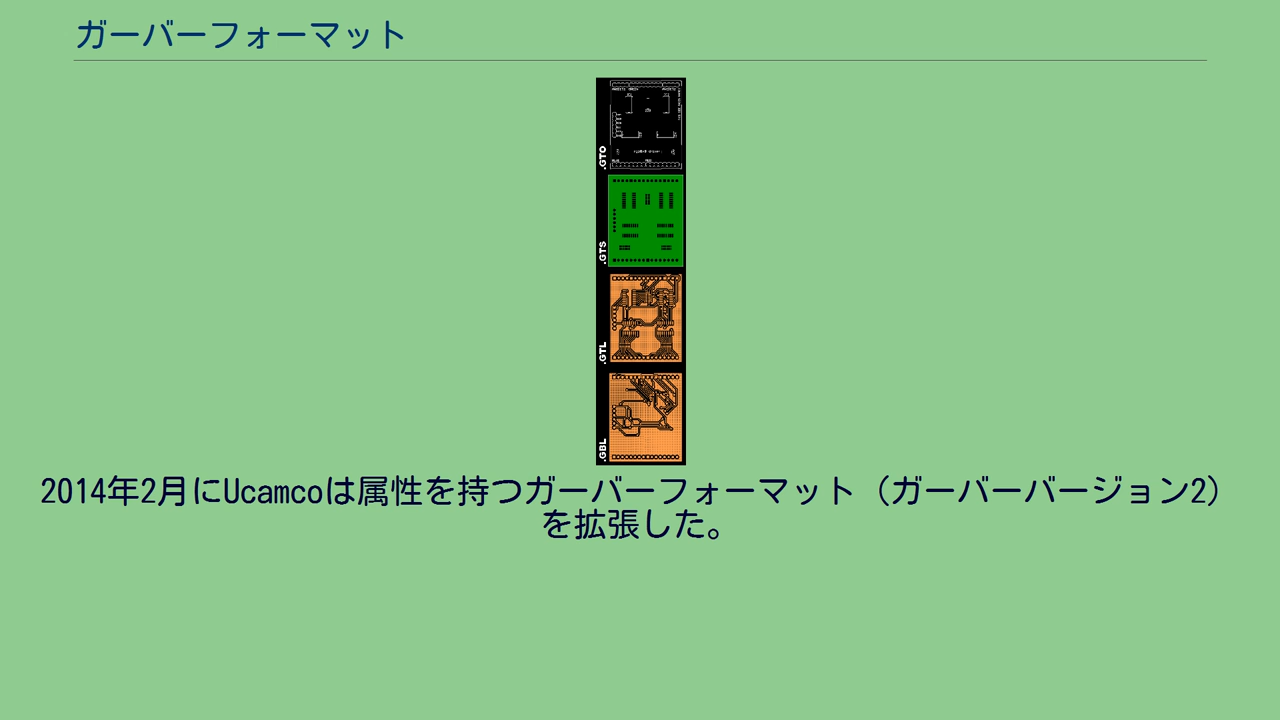 ガーバーフォーマット
.GTO
.GTS
.GTL
.GBL
2014年2月にUcamcoは属性を持つガーバーフォーマット（ガーバーバージョン2）
を拡張した。